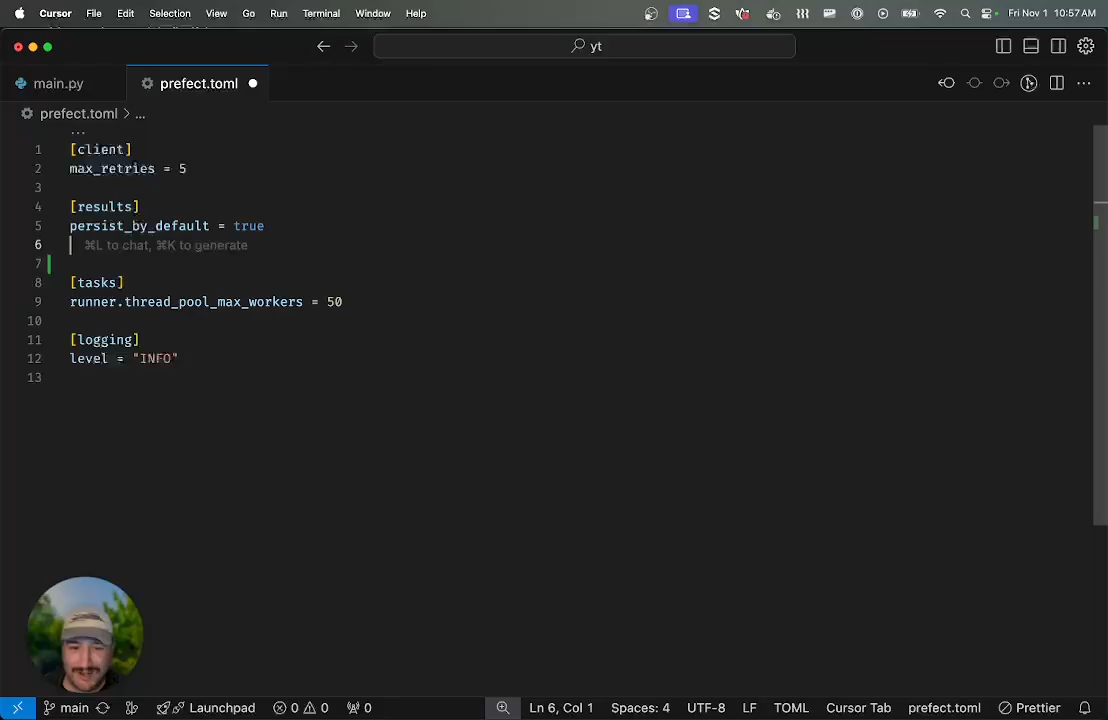 Cursor File Edit Selection View Go Run Terminal Window Help Fri Nov 1 10:57 AM
yt
main.py prefect.toml
prefect.toml > ...
...
1 [client]
2 max_retries = 5
3
4 [results]
5 persist_by_default = true
6 ⌘L to chat, ⌘K to generate
7
8 [tasks]
9 runner.thread_pool_max_workers = 50
10
11 [logging]
12 level = "INFO"
13
main Launchpad 0 0 0 Ln 6, Col 1 Spaces: 4 UTF-8 LF TOML Cursor Tab prefect.toml Prettier